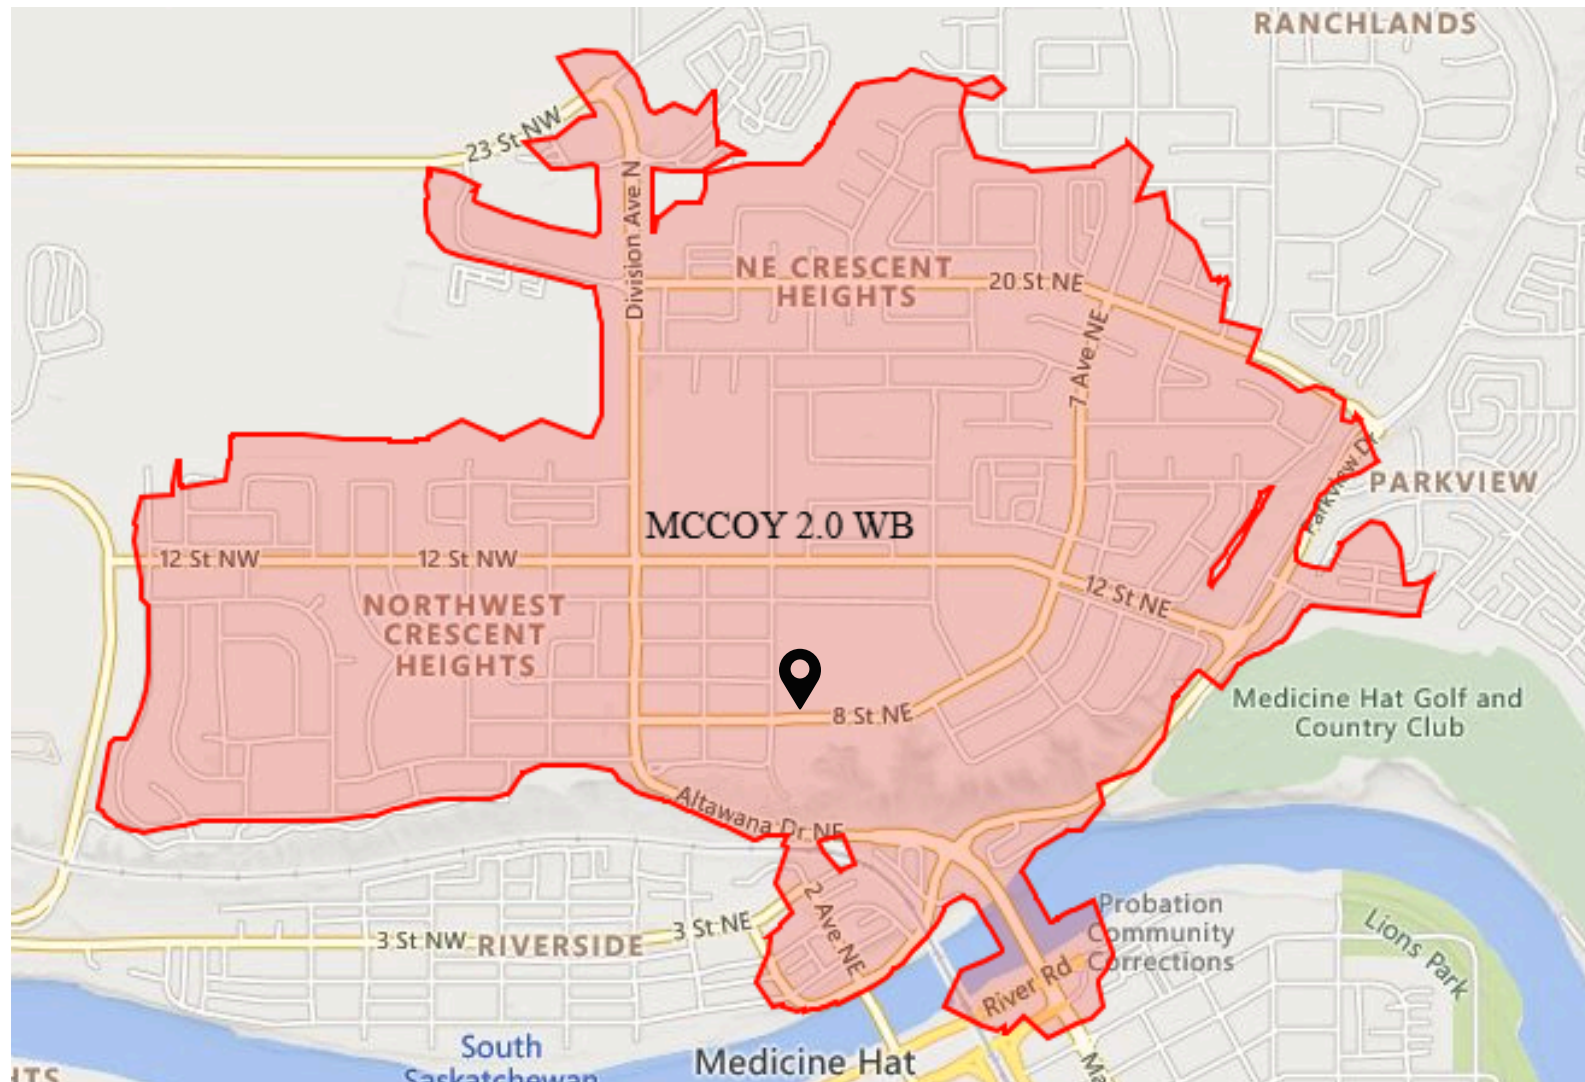 RANCHLANDS
23 St NW
Division Ave N
NE CRESCENT
HEIGHTS
20 St NE
7 Ave NE
Parkview Dr
PARKVIEW
MCCOY 2.0 WB
12 St NW
12 St NW
12 St NE
NORTHWEST
CRESCENT
HEIGHTS
8 St NE
Medicine Hat Golf and
Country Club
Altawana Dr NE
2 Ave NE
3 St NW
RIVERSIDE
3 St NE
Probation
Community
Corrections
Lions Park
River Rd
South
Saskatchewan
Medicine Hat